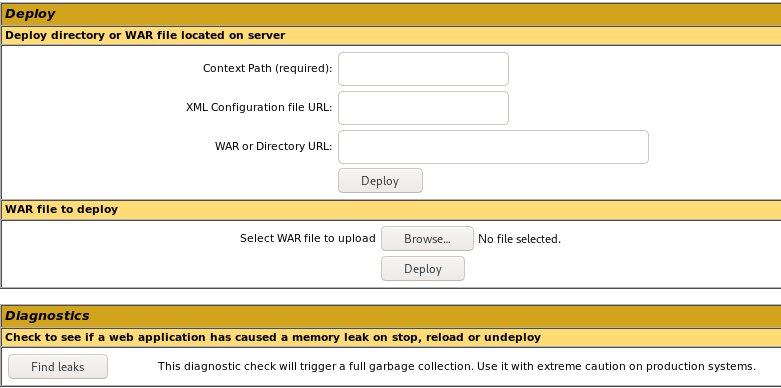 Deploy
Deploy directory or WAR file located on server
Context Path (required):
XML Configuration file URL:
WAR or Directory URL:
Deploy
WAR file to deploy
Select WAR file to upload Browse... No file selected.
Deploy
Diagnostics
Check to see if a web application has caused a memory leak on stop, reload or undeploy
Find leaks This diagnostic check will trigger a full garbage collection. Use it with extreme caution on production systems.